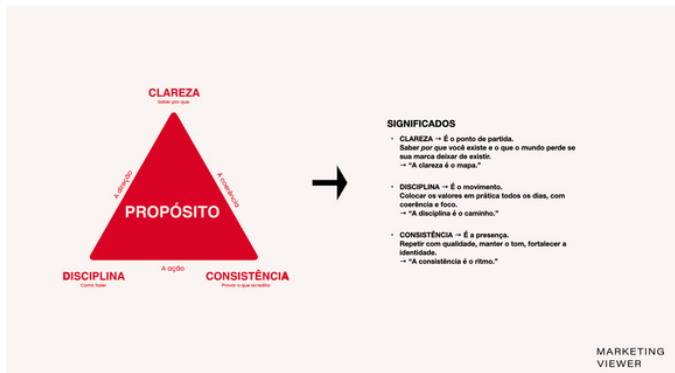 CLAREZA
Saber por que
A direção
A coerência
PROPÓSITO
DISCIPLINA
Como fazer
A ação
CONSISTÊNCIA
Provar o que acredita
SIGNIFICADOS
• CLAREZA → É o ponto de partida.
Saber por que você existe e o que o mundo perde se
sua marca deixar de existir.
→ “A clareza é o mapa.”
• DISCIPLINA → É o movimento.
Colocar os valores em prática todos os dias, com
coerência e foco.
→ “A disciplina é o caminho.”
• CONSISTÊNCIA → É a presença.
Repetir com qualidade, manter o tom, fortalecer a
identidade.
→ “A consistência é o ritmo.”
MARKETING
VIEWER